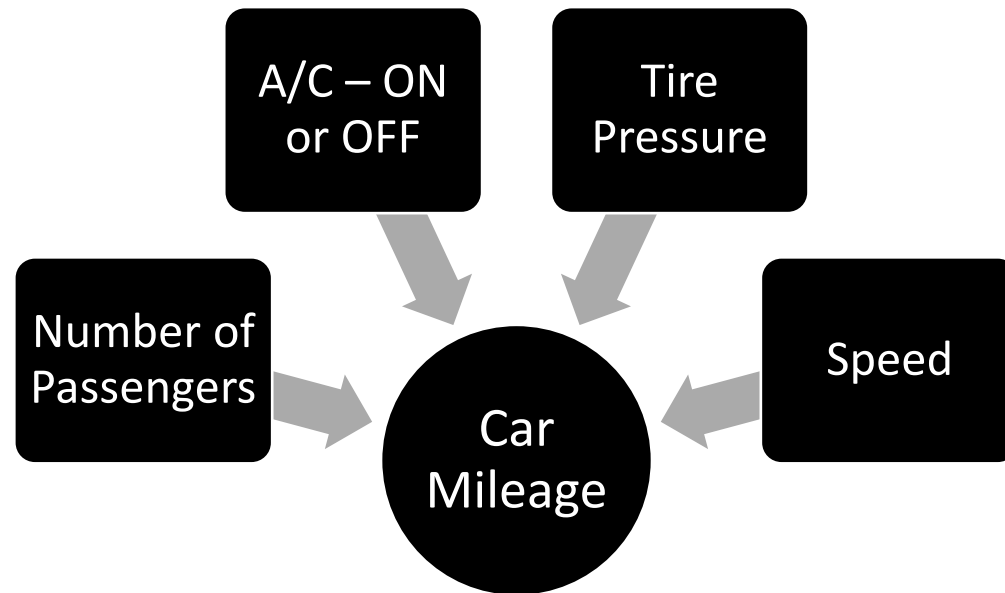 A/C – ON
or OFF
Tire
Pressure
Number of
Passengers
Speed
Car
Mileage